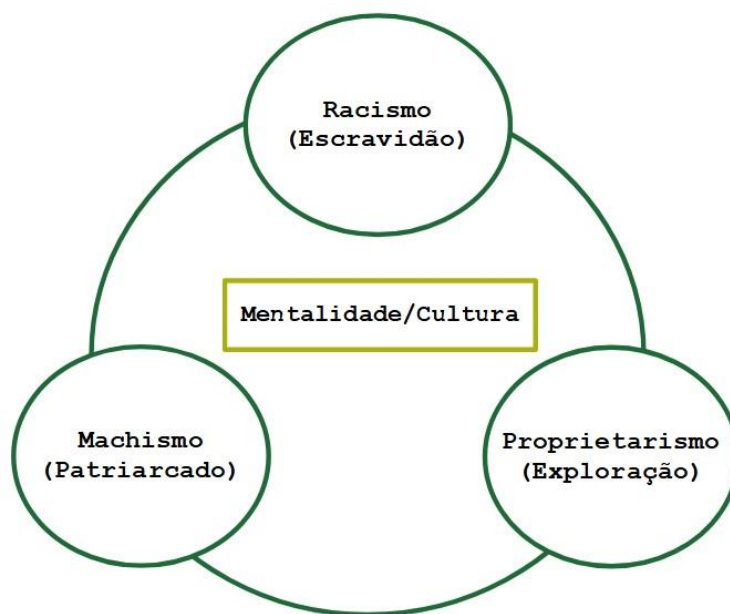 Racismo
(Escravidão)
Mentalidade/Cultura
Machismo
(Patriarcado)
Proprietarismo
(Exploração)